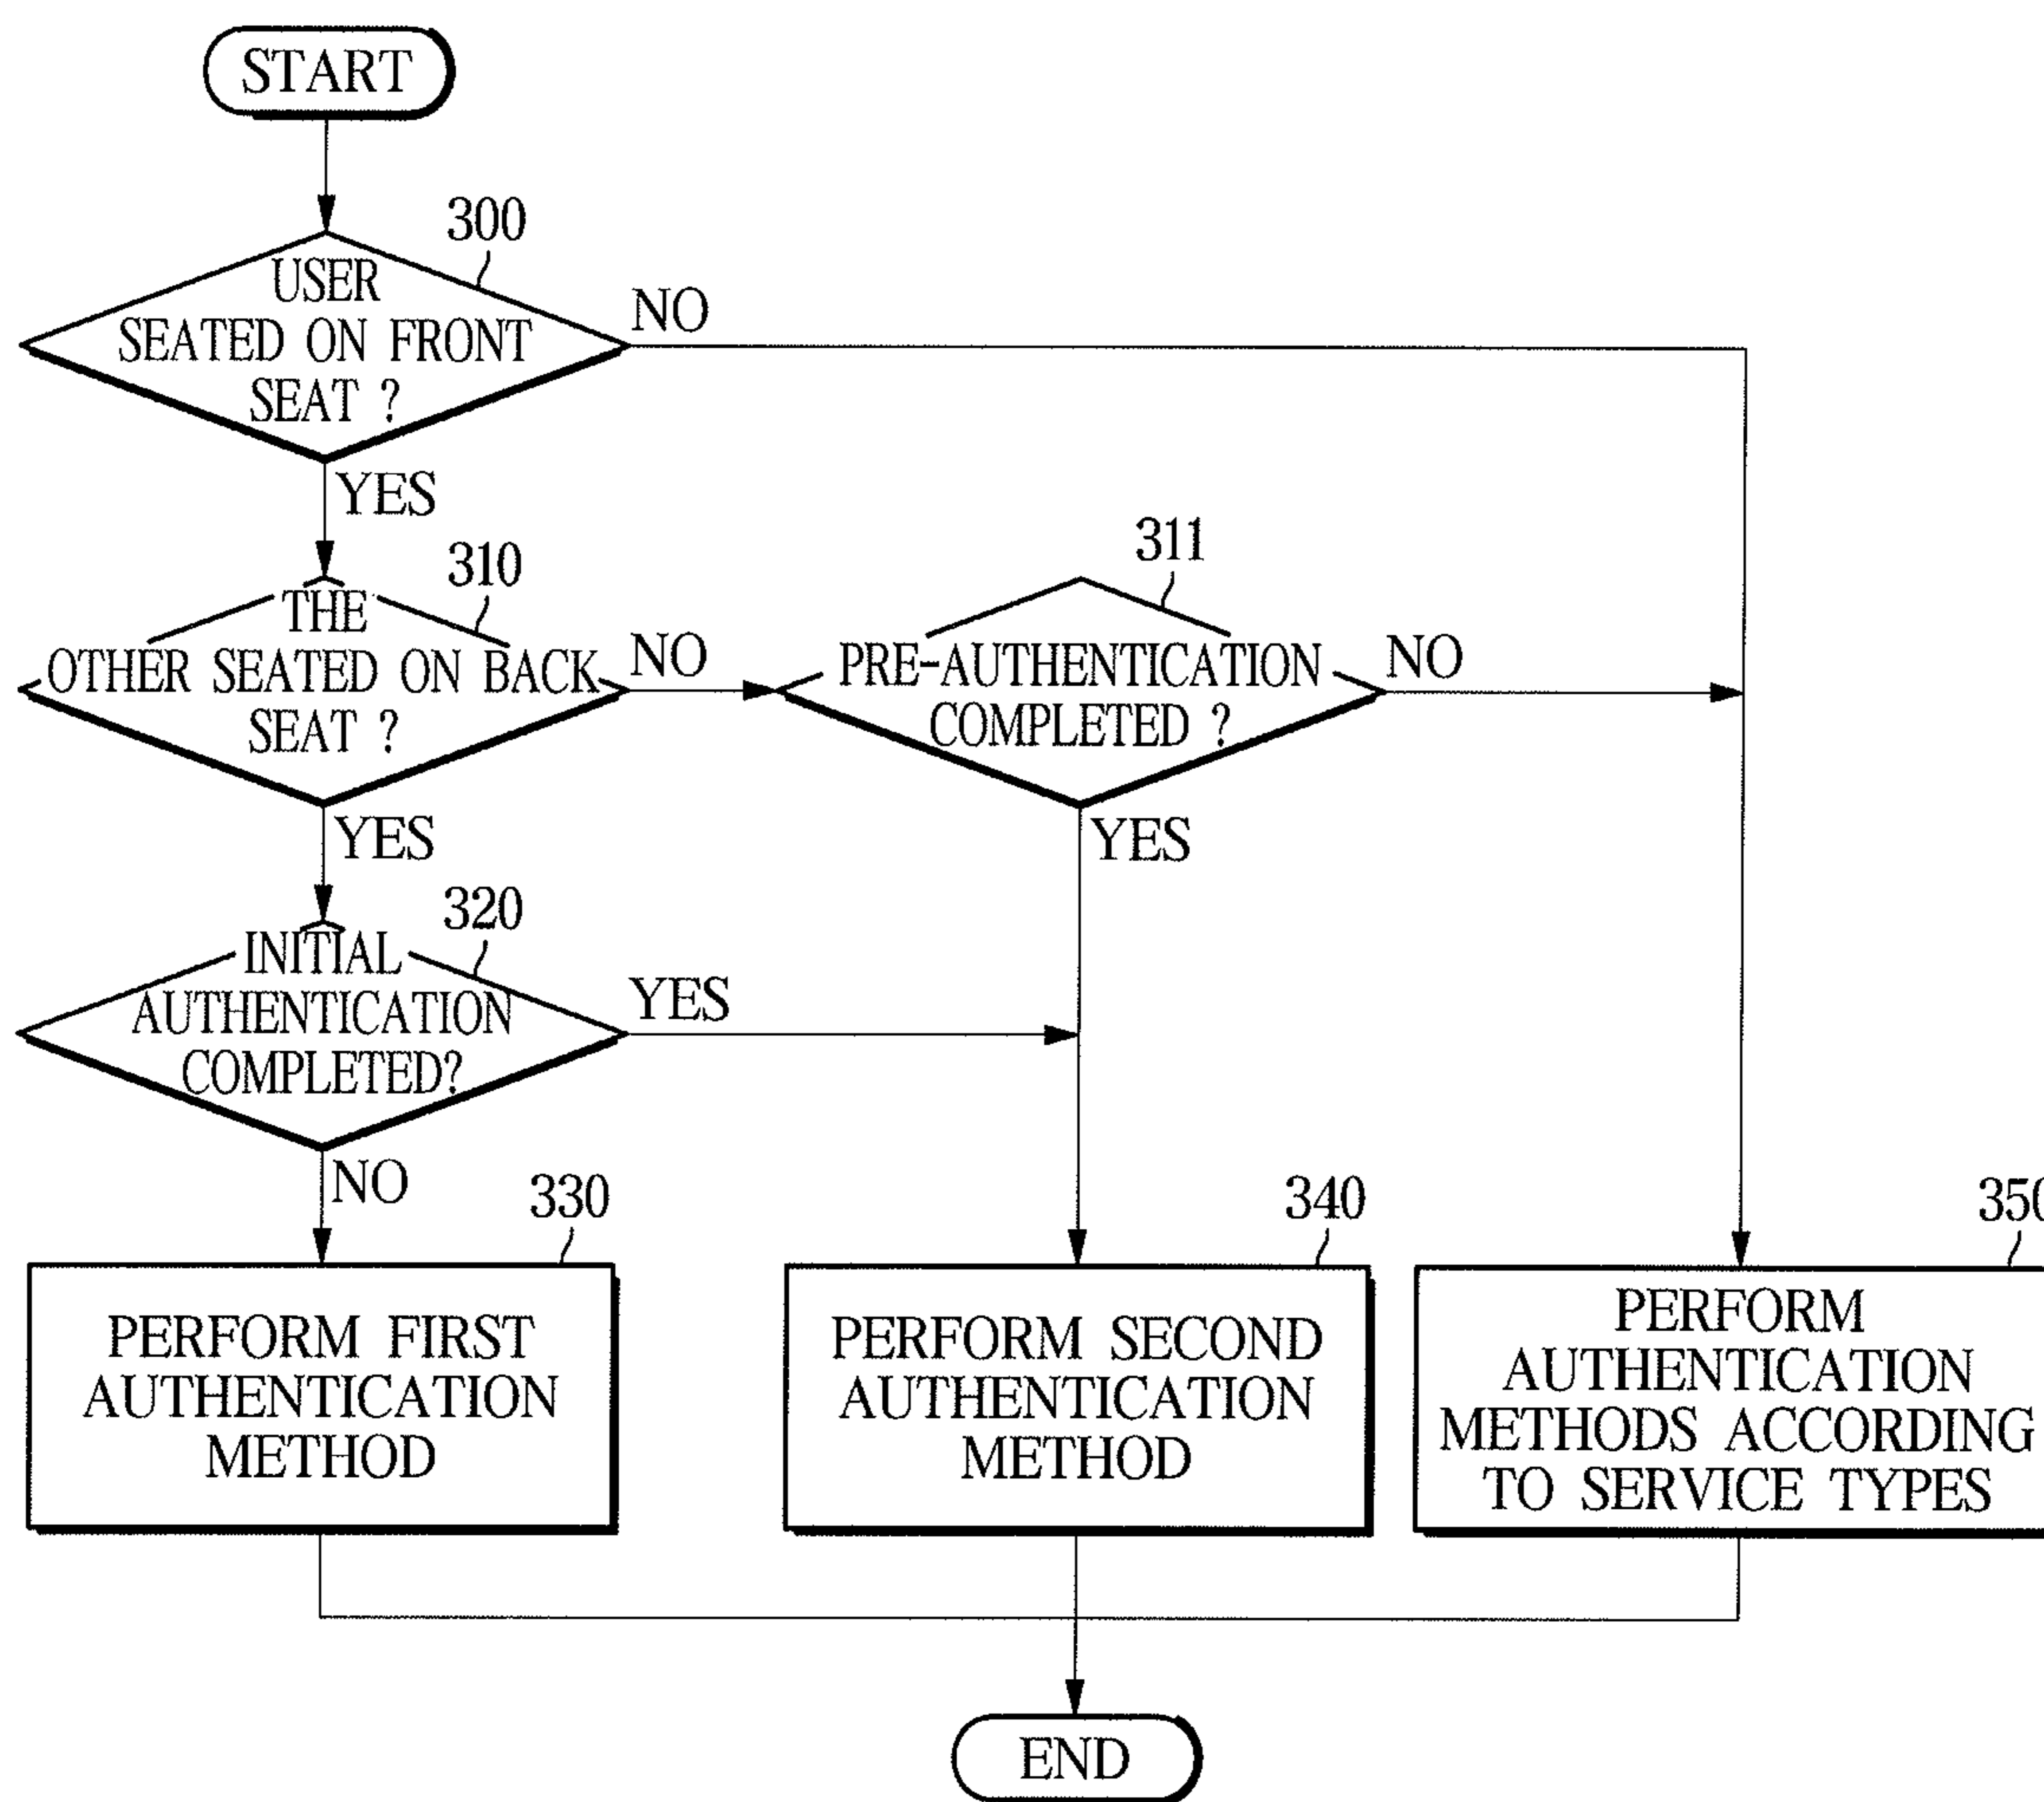 START
300
USER
SEATED ON FRONT
SEAT ?
NO
YES
310
THE
OTHER SEATED ON BACK
SEAT ?
NO
311
PRE-AUTHENTICATION
COMPLETED ?
NO
YES
YES
320
INITIAL
AUTHENTICATION
COMPLETED?
YES
NO
330
PERFORM FIRST
AUTHENTICATION
METHOD
340
PERFORM SECOND
AUTHENTICATION
METHOD
350
PERFORM
AUTHENTICATION
METHODS ACCORDING
TO SERVICE TYPES
END